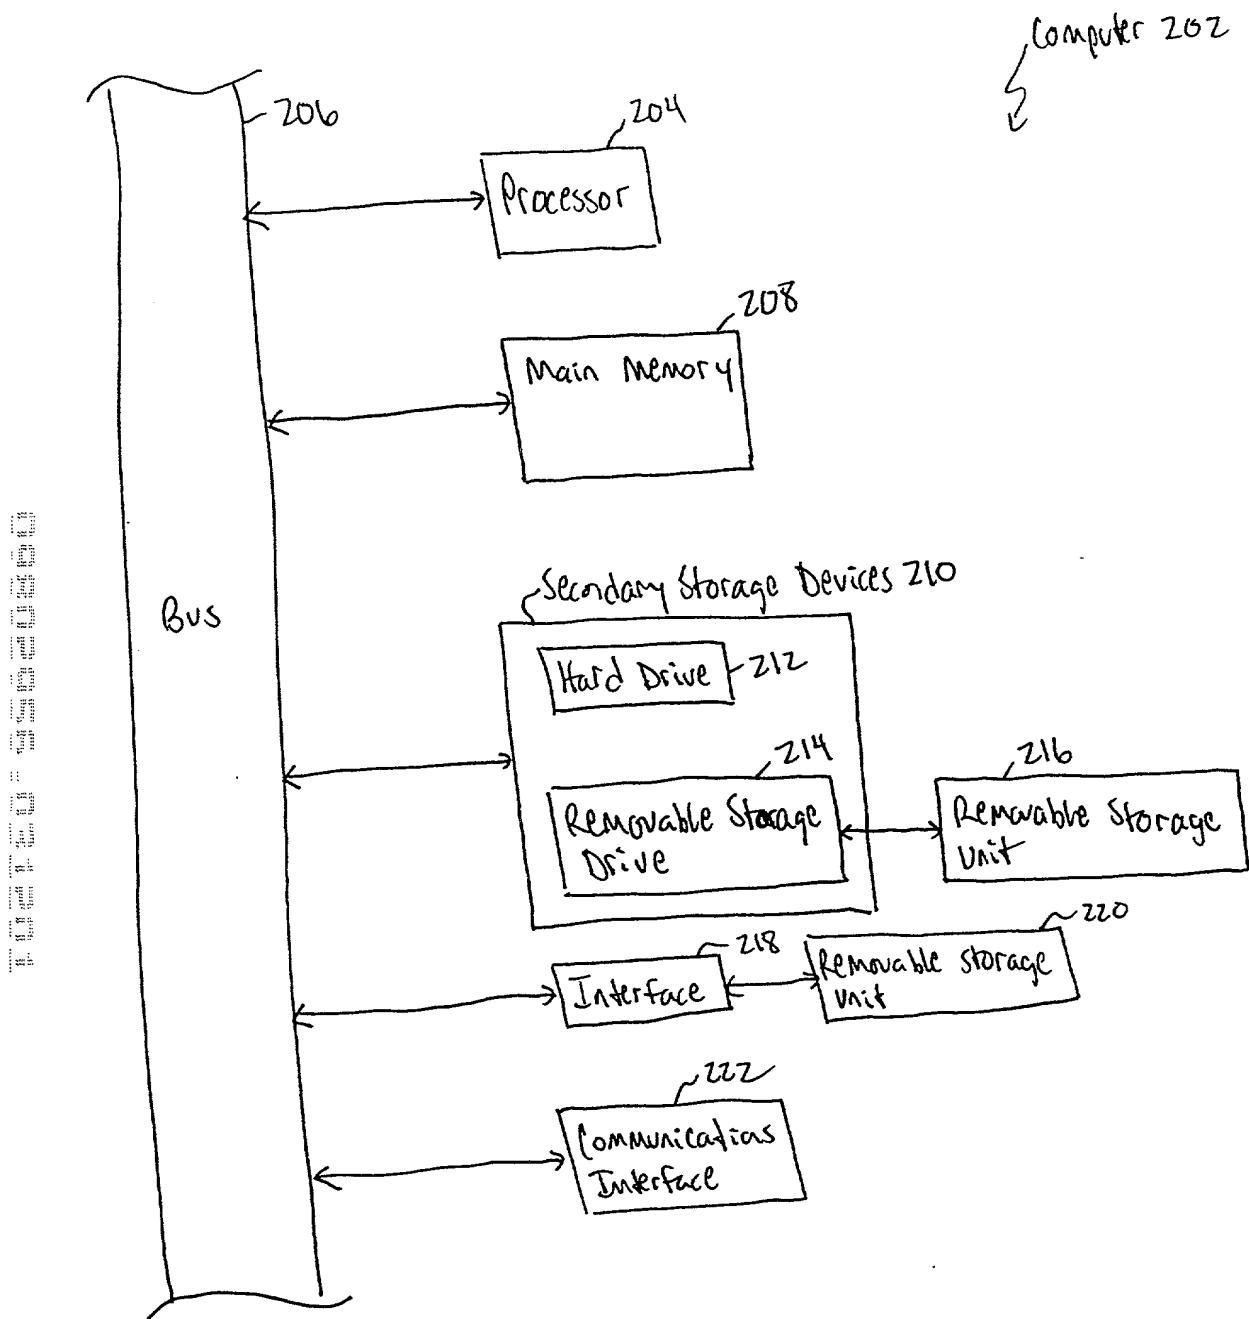 Computer 202
206
204
Processor
208
Main Memory
Bus
Secondary Storage Devices 210
Hard Drive
212
214
Removable Storage
Drive
216
Removable Storage
Unit
218
Interface
220
Removable Storage
Unit
222
Communications
Interface